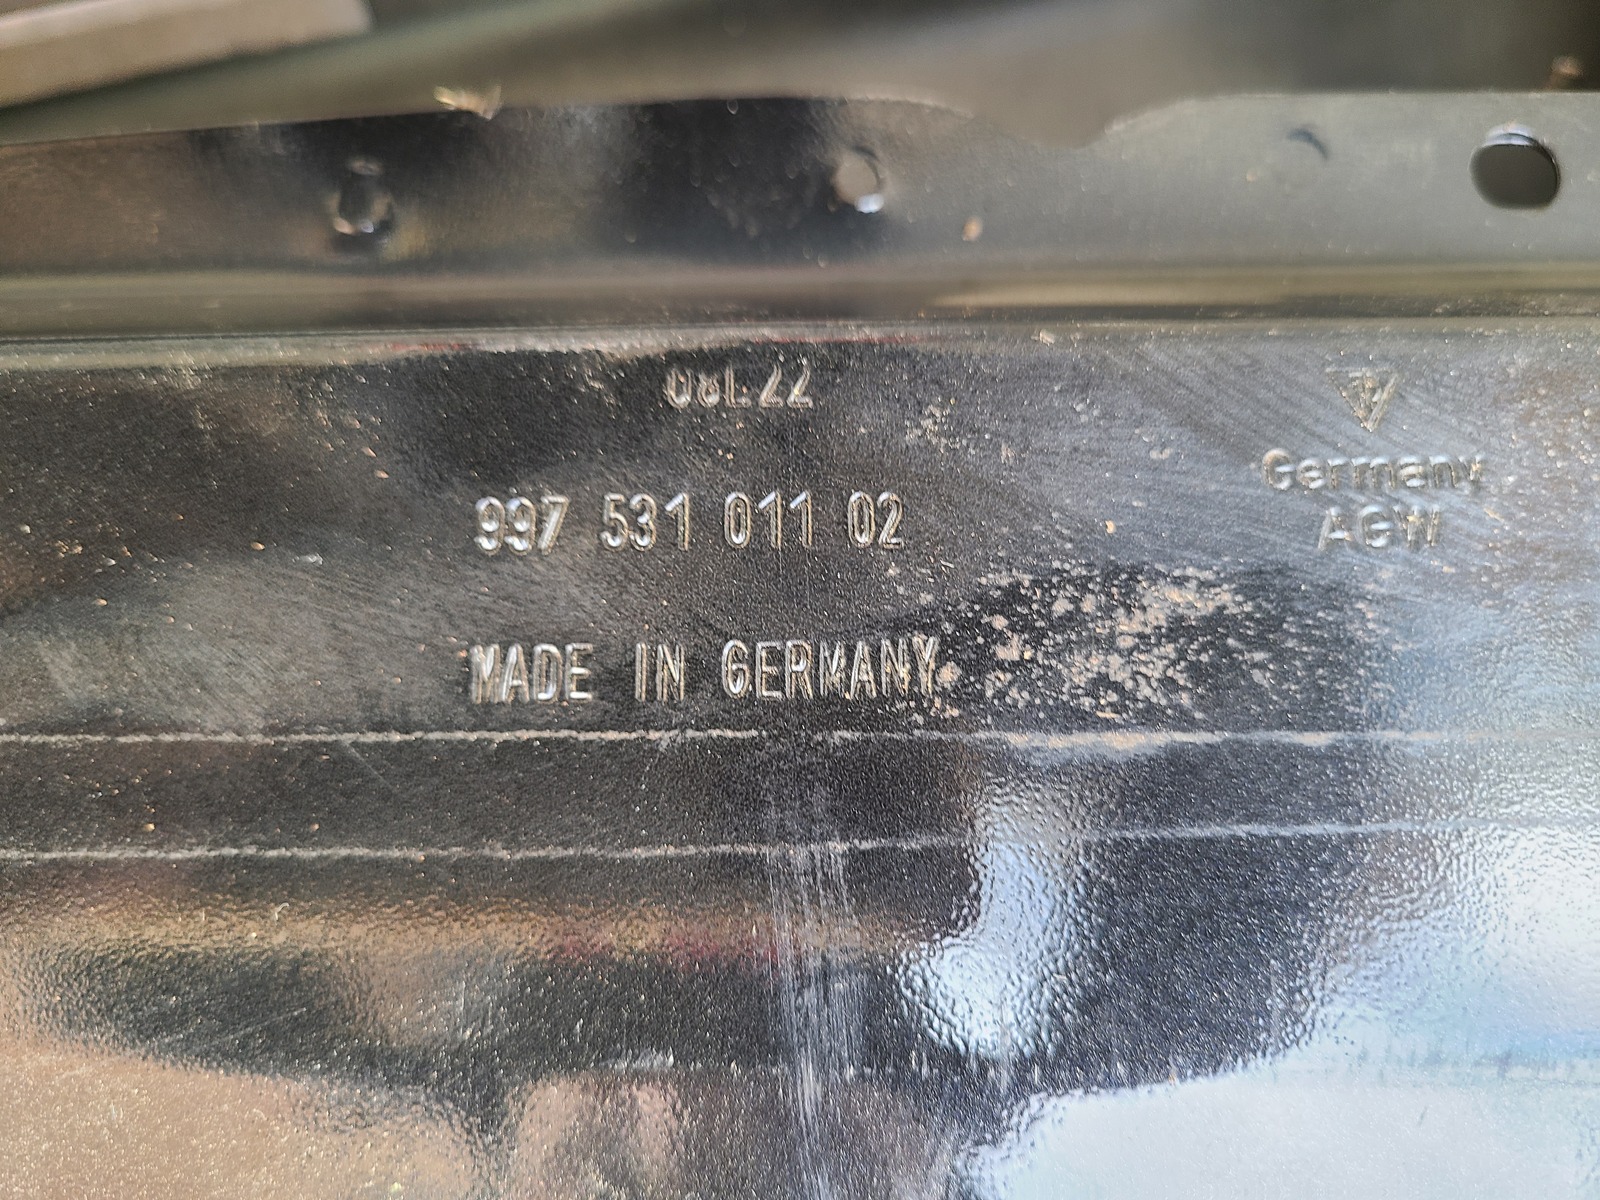 Germany
997 531 011 02
AGW
MADE IN GERMANY